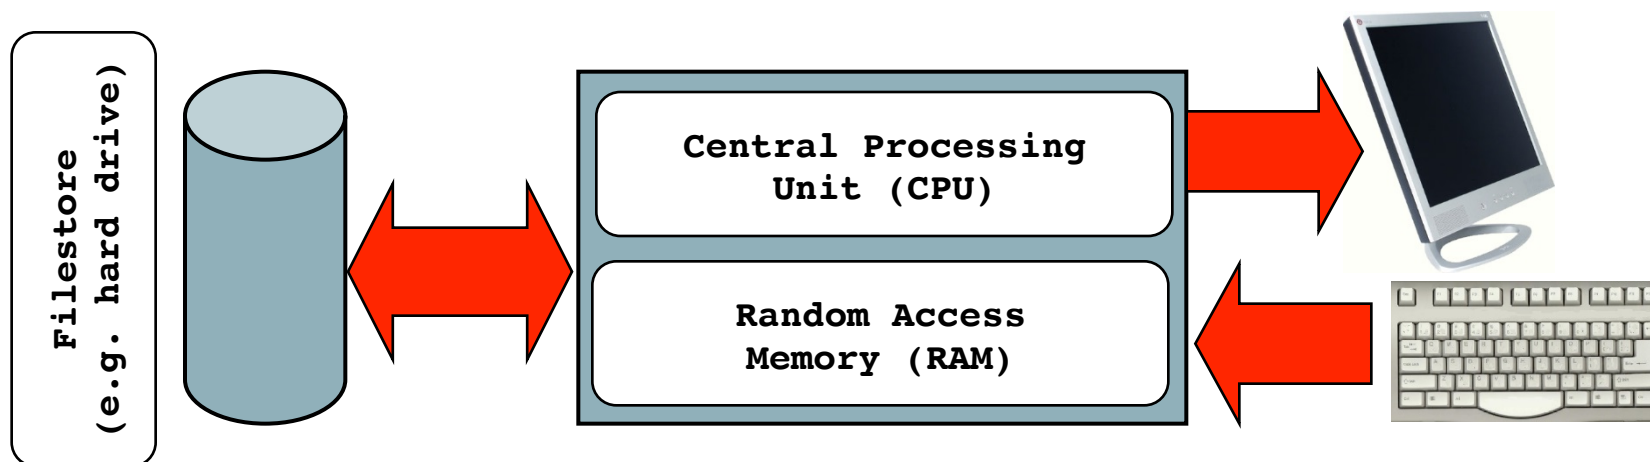 Filestore
(e.g. hard drive)
Central Processing
Unit (CPU)
Random Access
Memory (RAM)